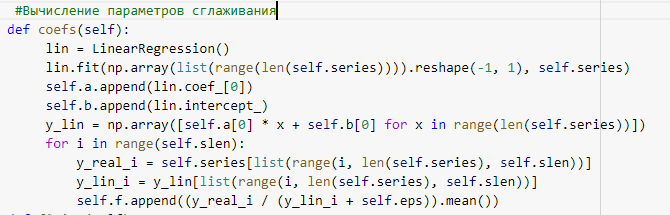 #Вычисление параметров сглаживания
def coefs(self):
lin = LinearRegression()
lin.fit(np.array(list(range(len(self.series)))).reshape(-1, 1), self.series)
self.a.append(lin.coef_[0])
self.b.append(lin.intercept_)
y_lin = np.array([self.a[0] * x + self.b[0] for x in range(len(self.series))])
for i in range(self.slen):
y_real_i = self.series[list(range(i, len(self.series), self.slen))]
y_lin_i = y_lin[list(range(i, len(self.series), self.slen))]
self.f.append((y_real_i / (y_lin_i + self.eps)).mean())